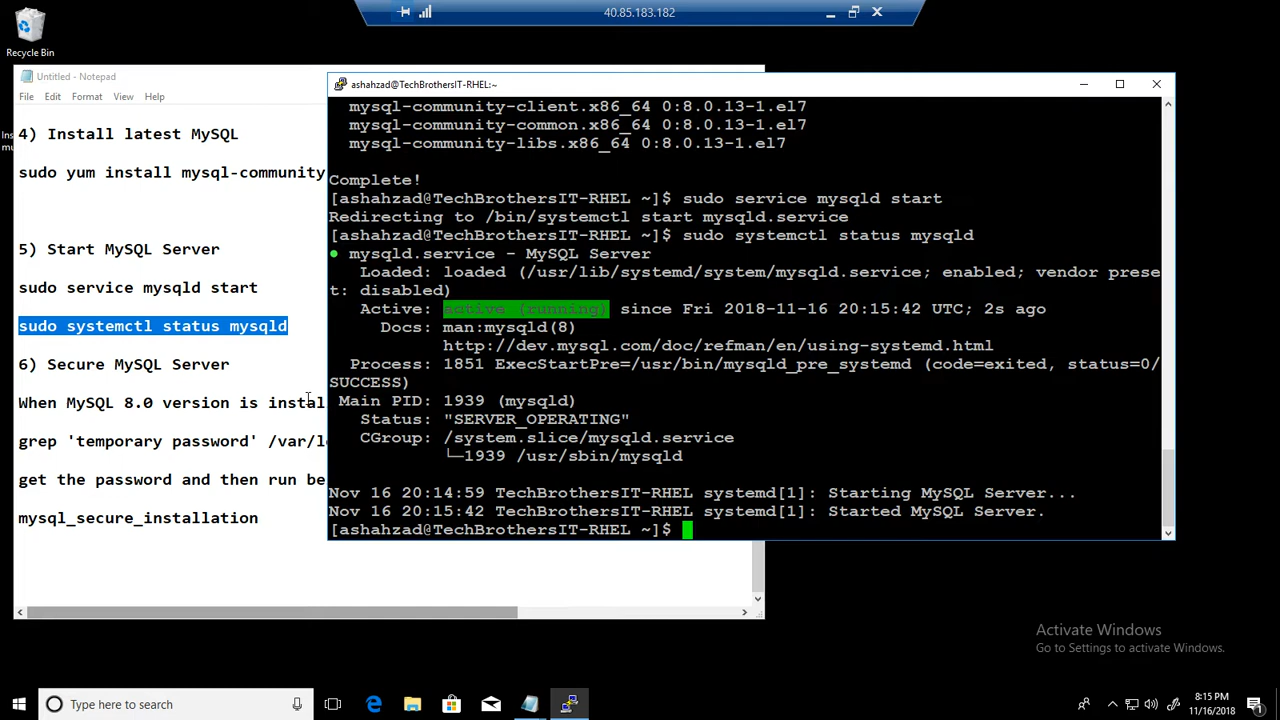 40.85.183.182
Recycle Bin
Untitled - Notepad
File Edit Format View Help
4) Install latest MySQL
sudo yum install mysql-community
5) Start MySQL Server
sudo service mysqld start
sudo systemctl status mysqld
6) Secure MySQL Server
When MySQL 8.0 version is instal
grep 'temporary password' /var/l
get the password and then run be
mysql_secure_installation
ashahzad@TechBrothersIT-RHEL:~
mysql-community-client.x86_64 0:8.0.13-1.el7
mysql-community-common.x86_64 0:8.0.13-1.el7
mysql-community-libs.x86_64 0:8.0.13-1.el7
Complete!
[ashahzad@TechBrothersIT-RHEL ~]$ sudo service mysqld start
Redirecting to /bin/systemctl start mysqld.service
[ashahzad@TechBrothersIT-RHEL ~]$ sudo systemctl status mysqld
● mysqld.service - MySQL Server
Loaded: loaded (/usr/lib/systemd/system/mysqld.service; enabled; vendor prese
t: disabled)
Active: active (running) since Fri 2018-11-16 20:15:42 UTC; 2s ago
Docs: man:mysqld(8)
http://dev.mysql.com/doc/refman/en/using-systemd.html
Process: 1851 ExecStartPre=/usr/bin/mysqld_pre_systemd (code=exited, status=0/
SUCCESS)
Main PID: 1939 (mysqld)
Status: "SERVER_OPERATING"
CGroup: /system.slice/mysqld.service
└─1939 /usr/sbin/mysqld
Nov 16 20:14:59 TechBrothersIT-RHEL systemd[1]: Starting MySQL Server...
Nov 16 20:15:42 TechBrothersIT-RHEL systemd[1]: Started MySQL Server.
[ashahzad@TechBrothersIT-RHEL ~]$
Activate Windows
Go to Settings to activate Windows.
Type here to search
8:15 PM
11/16/2018